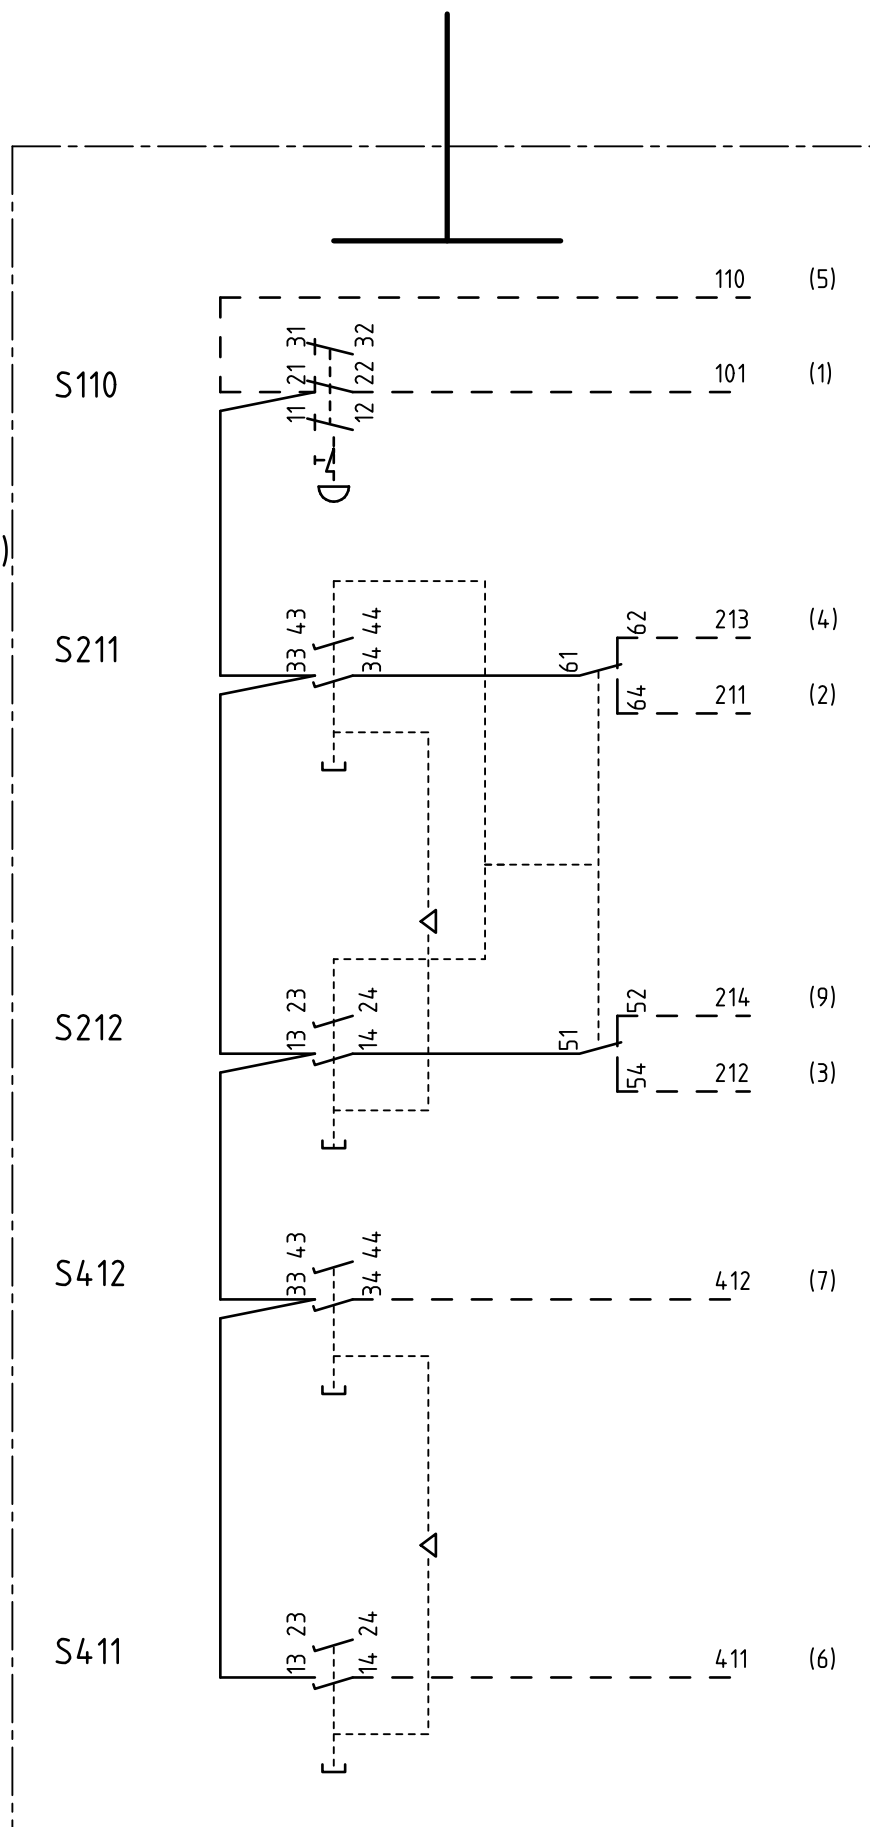 110 (5)
31 32
S110 21 22 101 (1)
11 12
)
S211 43 44 62 213 (4)
33 34 61
64 211 (2)
S212 23 24 52 214 (9)
13 14 51
54 212 (3)
S412 43 44
33 34 412 (7)
S411 23 24
13 14 411 (6)